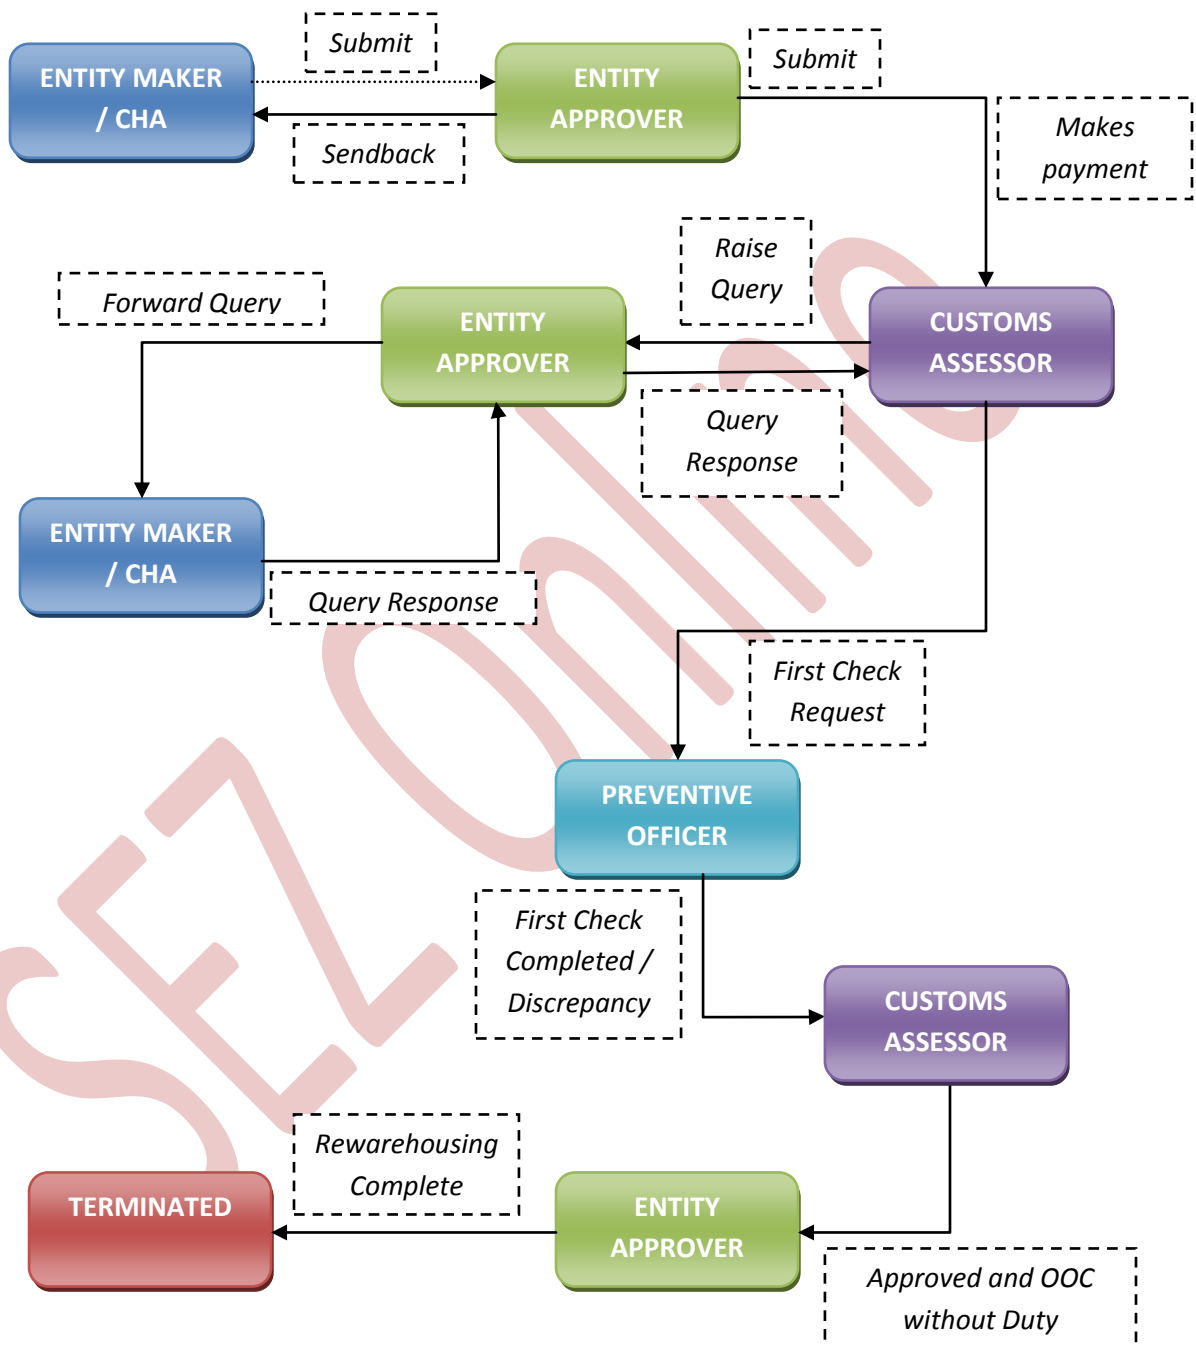 Submit
Submit
ENTITY MAKER
/ CHA
ENTITY
APPROVER
Sendback
Makes
payment
Raise
Query
Forward Query
ENTITY
APPROVER
CUSTOMS
ASSESSOR
Query
Response
ENTITY MAKER
/ CHA
Query Response
First Check
Request
PREVENTIVE
OFFICER
First Check
Completed /
Discrepancy
CUSTOMS
ASSESSOR
Rewarehousing
Complete
TERMINATED
ENTITY
APPROVER
Approved and OOC
without Duty
SEZ Online